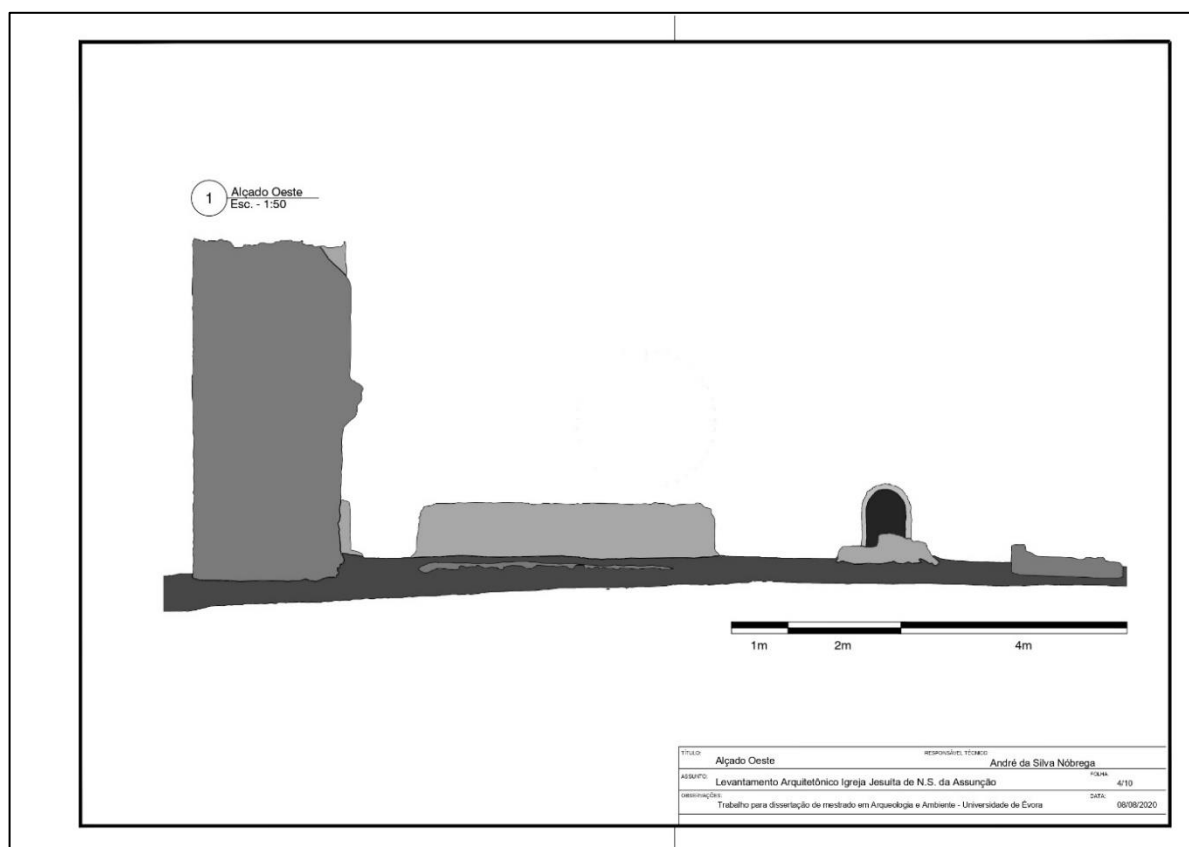 1
Alçado Oeste
Esc. - 1:50
1m 2m 4m
TÍTULO: Alçado Oeste RESPONSÁVEL TÉCNICO André da Silva Nóbrega
ASSUNTO: Levantamento Arquitetônico Igreja Jesuíta de N.S. da Assunção FOLHA 4/10
OBSERVAÇÕES: Trabalho para dissertação de mestrado em Arqueologia e Ambiente - Universidade de Évora DATA: 08/08/2020